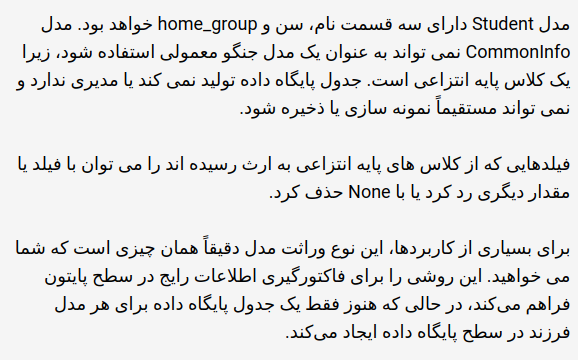 مدل Student دارای سه قسمت نام، سن و home_group خواهد بود. مدل
CommonInfo نمی تواند به عنوان یک مدل جنگو معمولی استفاده شود، زیرا
یک کلاس پایه انتزاعی است. جدول پایگاه داده تولید نمی کند یا مدیری ندارد و
نمی تواند مستقیماً نمونه سازی یا ذخیره شود.
فیلدهایی که از کلاس های پایه انتزاعی به ارث رسیده اند را می توان با فیلد یا
مقدار دیگری رد کرد یا با None حذف کرد.
برای بسیاری از کاربردها، این نوع وراثت مدل دقیقاً همان چیزی است که شما
می خواهید. این روشی را برای فاکتورگیری اطلاعات رایج در سطح پایتون
فراهم می‌کند، در حالی که هنوز فقط یک جدول پایگاه داده برای هر مدل
فرزند در سطح پایگاه داده ایجاد می‌کند.